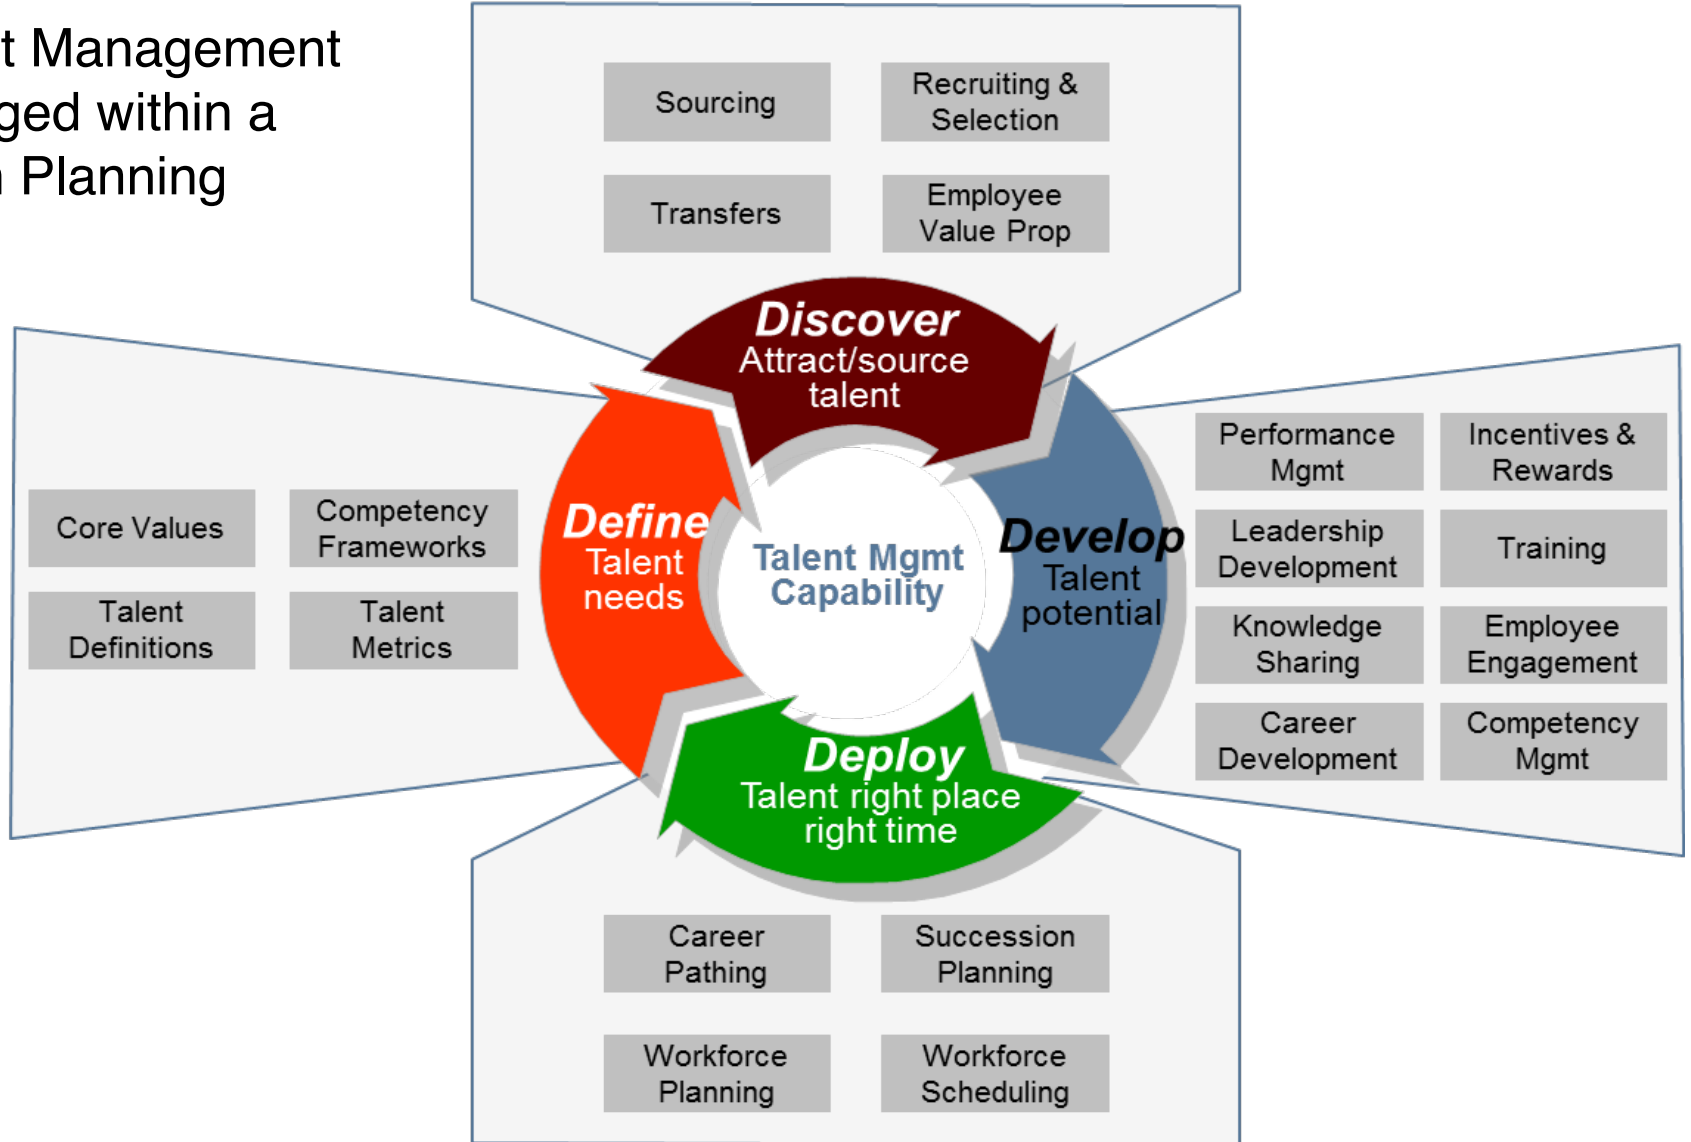 t Management
ged within a
Planning
Sourcing
Recruiting &
Selection
Transfers
Employee
Value Prop
Discover
Attract/source
talent
Core Values
Competency
Frameworks
Talent
Definitions
Talent
Metrics
Define
Talent
needs
Talent Mgmt
Capability
Develop
Talent
potential
Performance
Mgmt
Incentives &
Rewards
Leadership
Development
Training
Knowledge
Sharing
Employee
Engagement
Career
Development
Competency
Mgmt
Deploy
Talent right place
right time
Career
Pathing
Succession
Planning
Workforce
Planning
Workforce
Scheduling